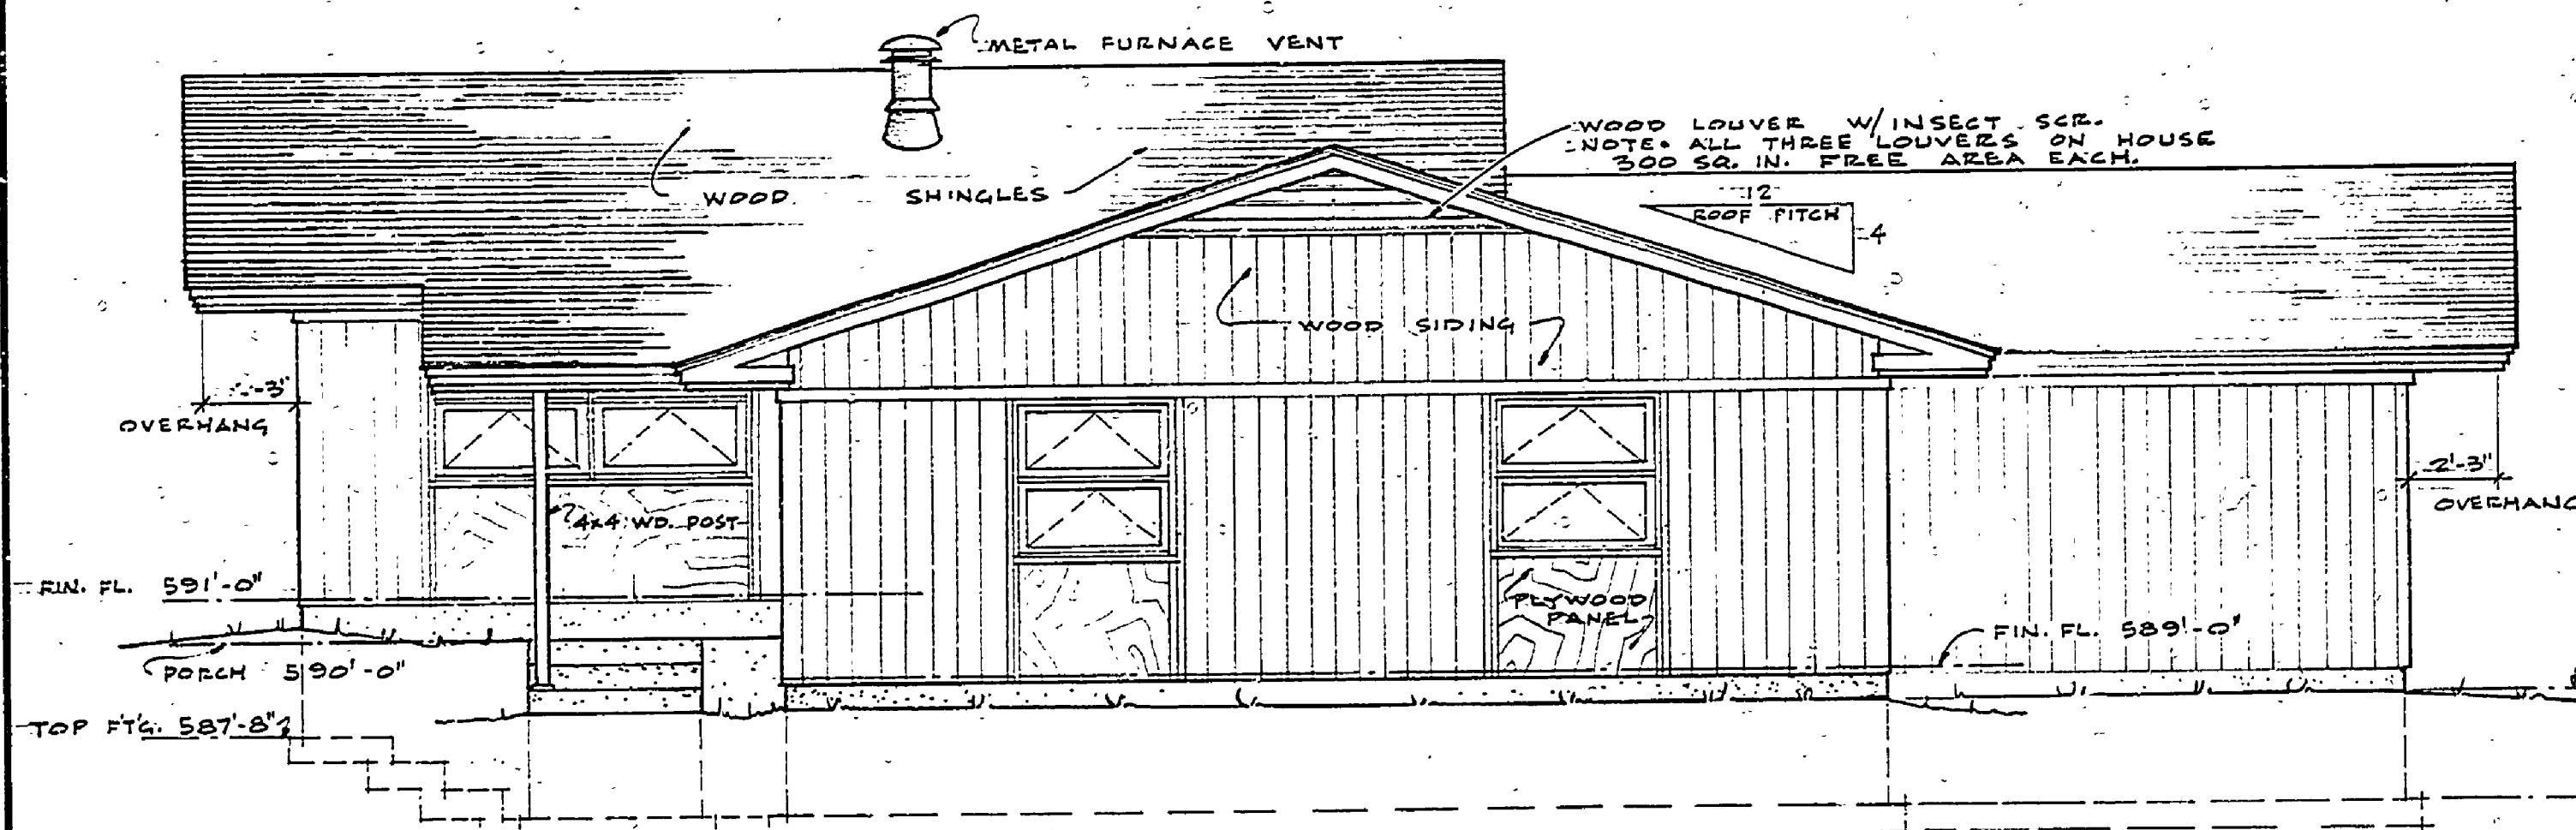 METAL FURNACE VENT
WOOD LOUVER W/INSECT SCR.
NOTE. ALL THREE LOUVERS ON HOUSE
300 SQ. IN. FREE AREA EACH.
WOOD SHINGLES
12
ROOF PITCH
4
WOOD SIDING
-3"
OVERHANG
2'-3"
OVERHANG
4x4 WD. POST
FIN. FL. 591'-0"
PLYWOOD
PANEL
FIN. FL. 589'-0"
PORCH 590'-0"
TOP FTG. 587'-8"